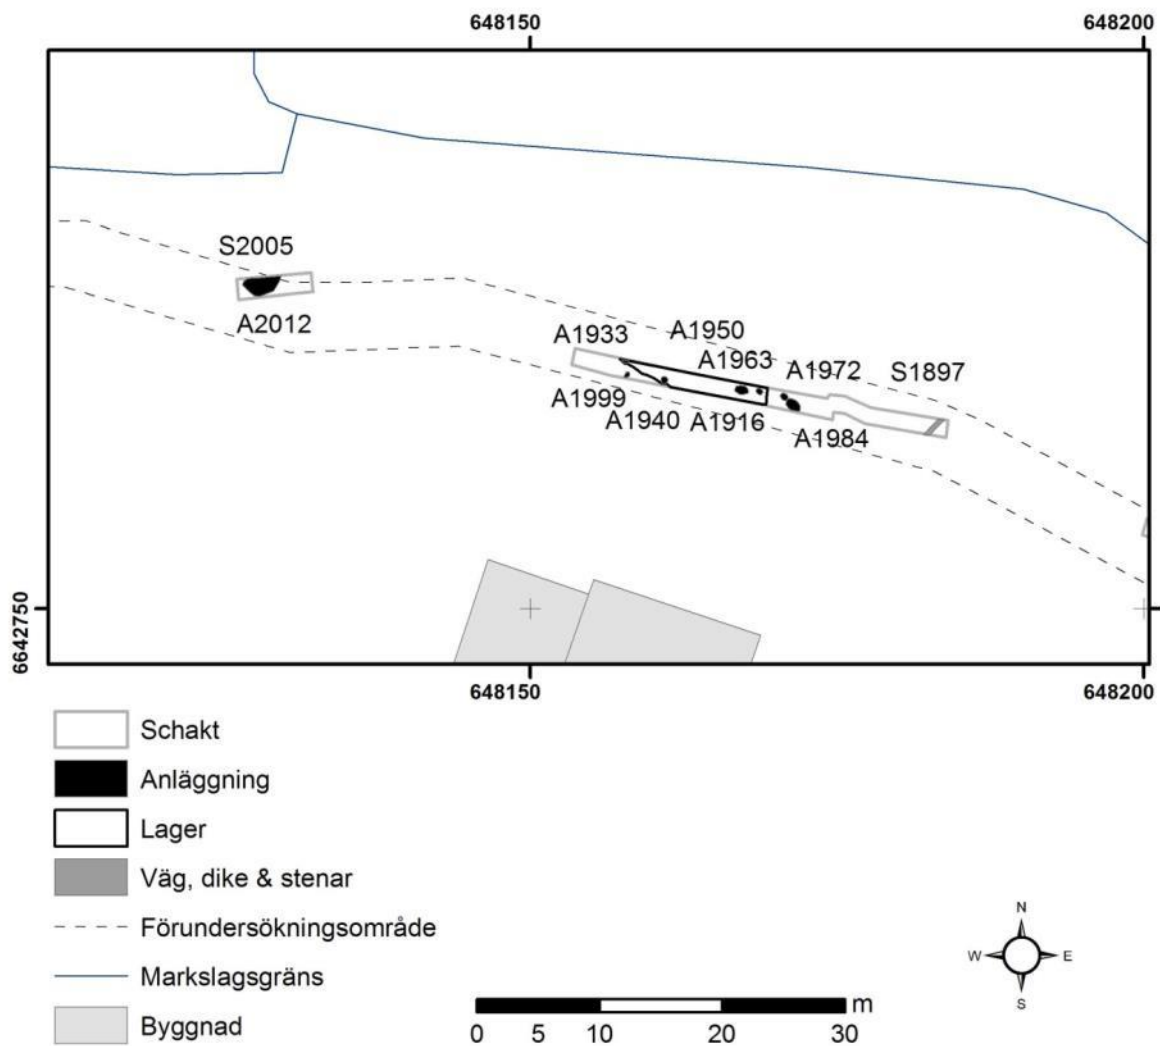 648150 648200
S2005
A2012
A1933 A1950
A1963 A1972 S1897
A1999
A1940 A1916 A1984
6642750
648150 648200
Schakt
Anläggning
Lager
Väg, dike & stenar
Förundersökningsområde
Markslagsgräns
Byggnad
N
W E
S
m
0 5 10 20 30